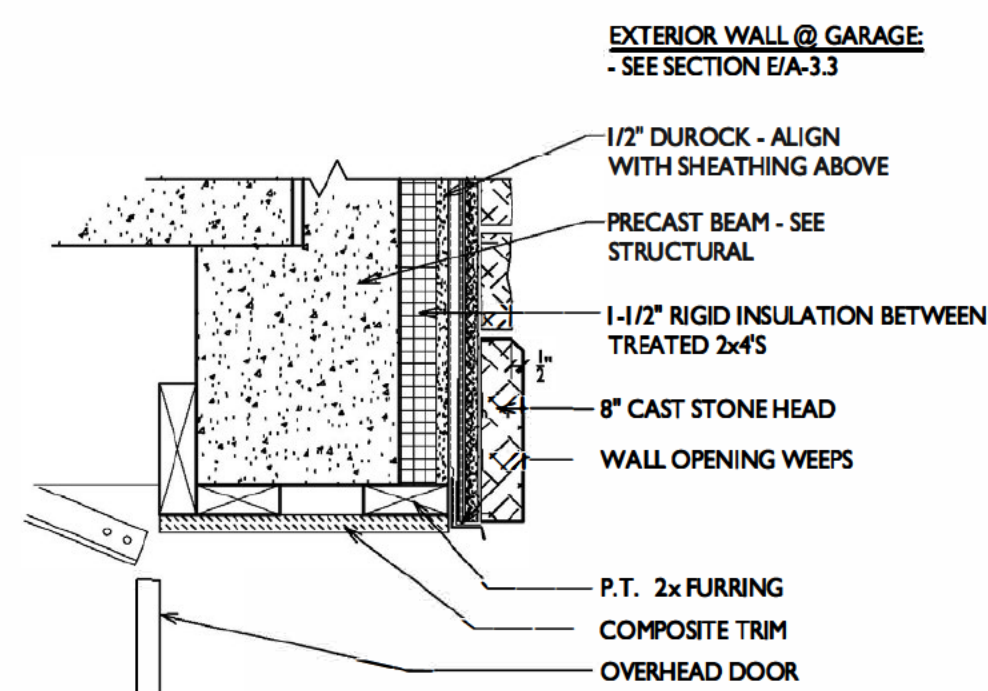 EXTERIOR WALL @ GARAGE:
- SEE SECTION E/A-3.3
1/2" DUROCK - ALIGN
WITH SHEATHING ABOVE
PRECAST BEAM - SEE
STRUCTURAL
1-1/2" RIGID INSULATION BETWEEN
TREATED 2x4'S
1/2"
8" CAST STONE HEAD
WALL OPENING WEEPS
P.T. 2x FURRING
COMPOSITE TRIM
OVERHEAD DOOR